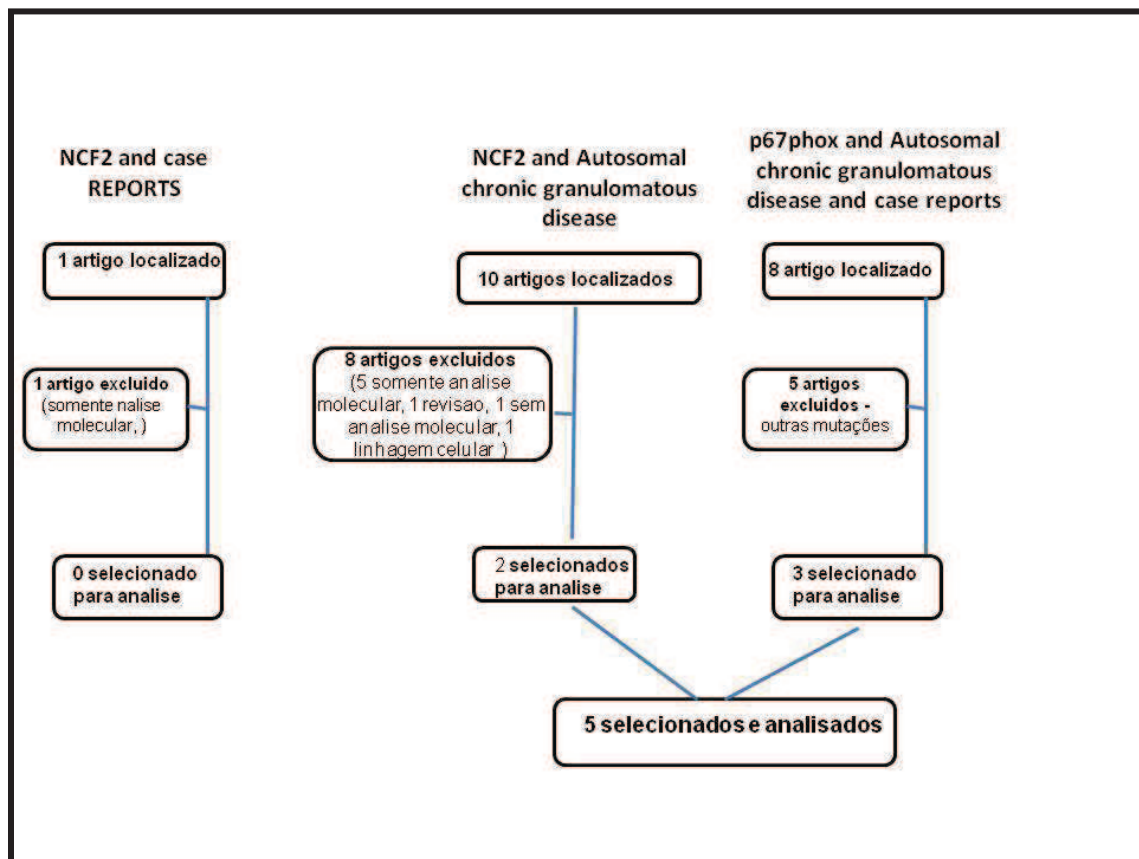 NCF2 and case
REPORTS
1 artigo localizado
1 artigo excluido
(somente nalise
molecular, )
0 selecionado
para analise
NCF2 and Autosomal
chronic granulomatous
disease
10 artigos localizados
8 artigos excluidos
(5 somente analise
molecular, 1 revisao, 1 sem
analise molecular, 1
linhagem celular )
2 selecionados
para analise
p67phox and Autosomal
chronic granulomatous
disease and case reports
8 artigo localizado
5 artigos
excluidos -
outras mutações
3 selecionado
para analise
5 selecionados e analisados